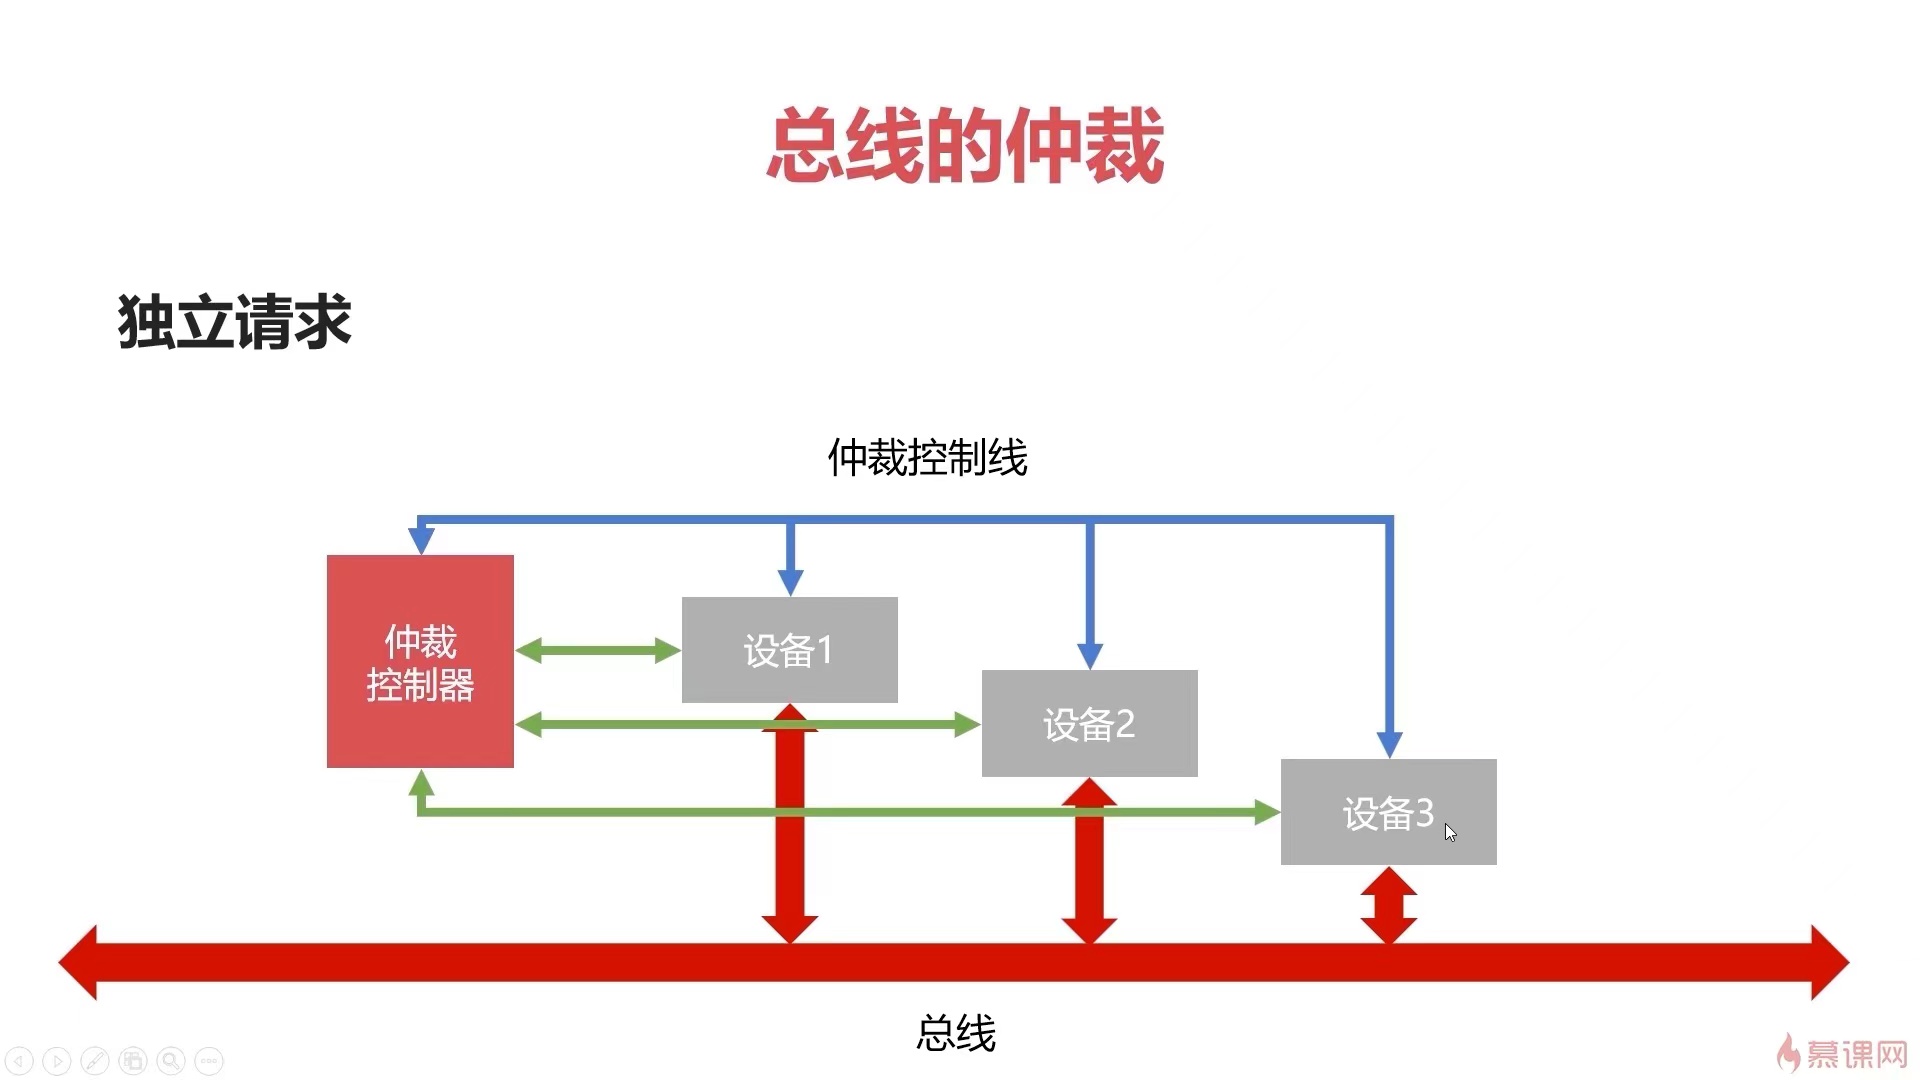 总线的仲裁
独立请求
仲裁控制线
仲裁
控制器
设备1
设备2
设备3
总线
慕课网